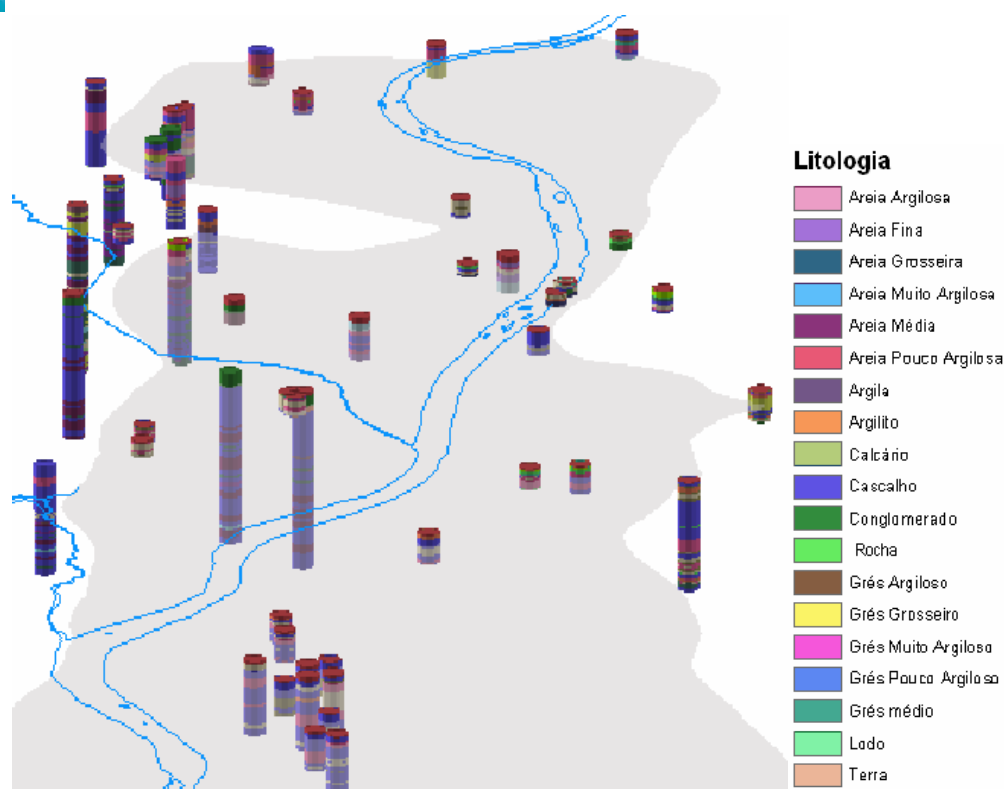 Litologia
Areia Argilosa
Areia Fina
Areia Grosseira
Areia Muito Argilosa
Areia Média
Areia Pouco Argilosa
Argila
Argilito
Calcário
Cascalho
Conglomerado
Rocha
Grés Argiloso
Grés Grosseiro
Grés Muito Argiloso
Grés Pouco Argiloso
Grés médio
Lodo
Terra